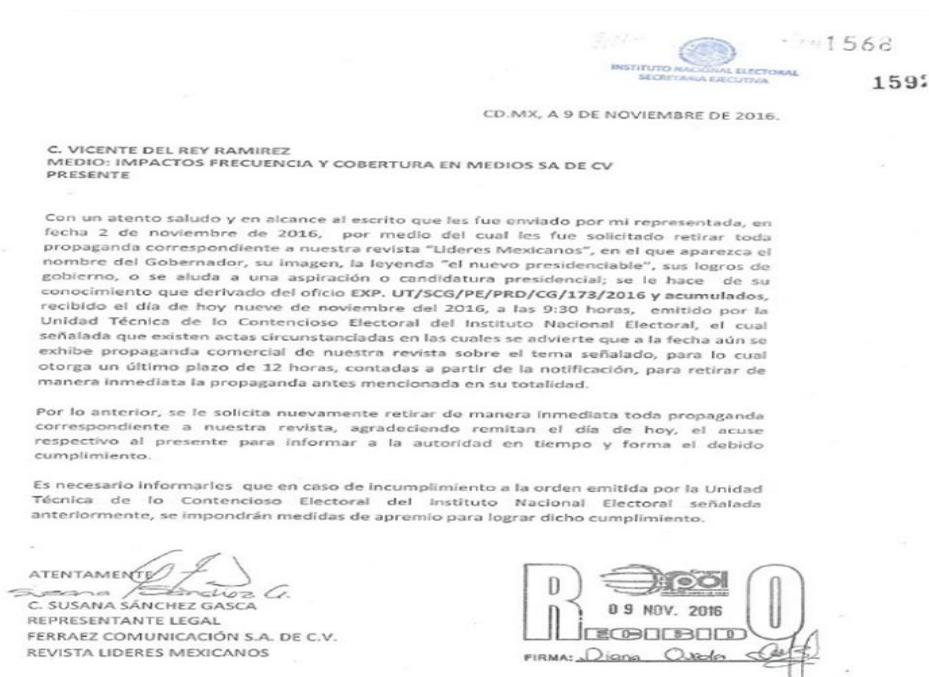 1568
INSTITUTO NACIONAL ELECTORAL
SECRETARIA EJECUTIVA
159
CD.MX, A 9 DE NOVIEMBRE DE 2016.
C. VICENTE DEL REY RAMIREZ
MEDIO: IMPACTOS FRECUENCIA Y COBERTURA EN MEDIOS SA DE CV
PRESENTE
Con un atento saludo y en alcance al escrito que les fue enviado por mi representada, en
fecha 2 de noviembre de 2016, por medio del cual les fue solicitado retirar toda
propaganda correspondiente a nuestra revista "Lideres Mexicanos", en el que aparezca el
nombre del Gobernador, su imagen, la leyenda "el nuevo presidenciable", sus logros de
gobierno, o se aluda a una aspiración o candidatura presidencial; se le hace de su
conocimiento que derivado del oficio EXP. UT/SCG/PE/PRD/CG/173/2016 y acumulados,
recibido el día de hoy nueve de noviembre del 2016, a las 9:30 horas, emitido por la
Unidad Técnica de lo Contencioso Electoral del Instituto Nacional Electoral, el cual
señalada que existen actas circunstanciadas en las cuales se advierte que a la fecha aún se
exhibe propaganda comercial de nuestra revista sobre el tema señalado, para lo cual
otorga un último plazo de 12 horas, contadas a partir de la notificación, para retirar de
manera inmediata la propaganda antes mencionada en su totalidad.
Por lo anterior, se le solicita nuevamente retirar de manera inmediata toda propaganda
correspondiente a nuestra revista, agradeciendo remitan el día de hoy, el acuse
respectivo al presente para informar a la autoridad en tiempo y forma el debido
cumplimiento.
Es necesario informarles que en caso de incumplimiento a la orden emitida por la Unidad
Técnica de lo Contencioso Electoral del Instituto Nacional Electoral señalada
anteriormente, se impondrán medidas de apremio para lograr dicho cumplimiento.
ATENTAMENTE
Susana Sánchez G.
C. SUSANA SÁNCHEZ GASCA
REPRESENTANTE LEGAL
FERRAEZ COMUNICACIÓN S.A. DE C.V.
REVISTA LIDERES MEXICANOS
R O
09 NOV. 2016
RECIBIDO
FIRMA: Diana